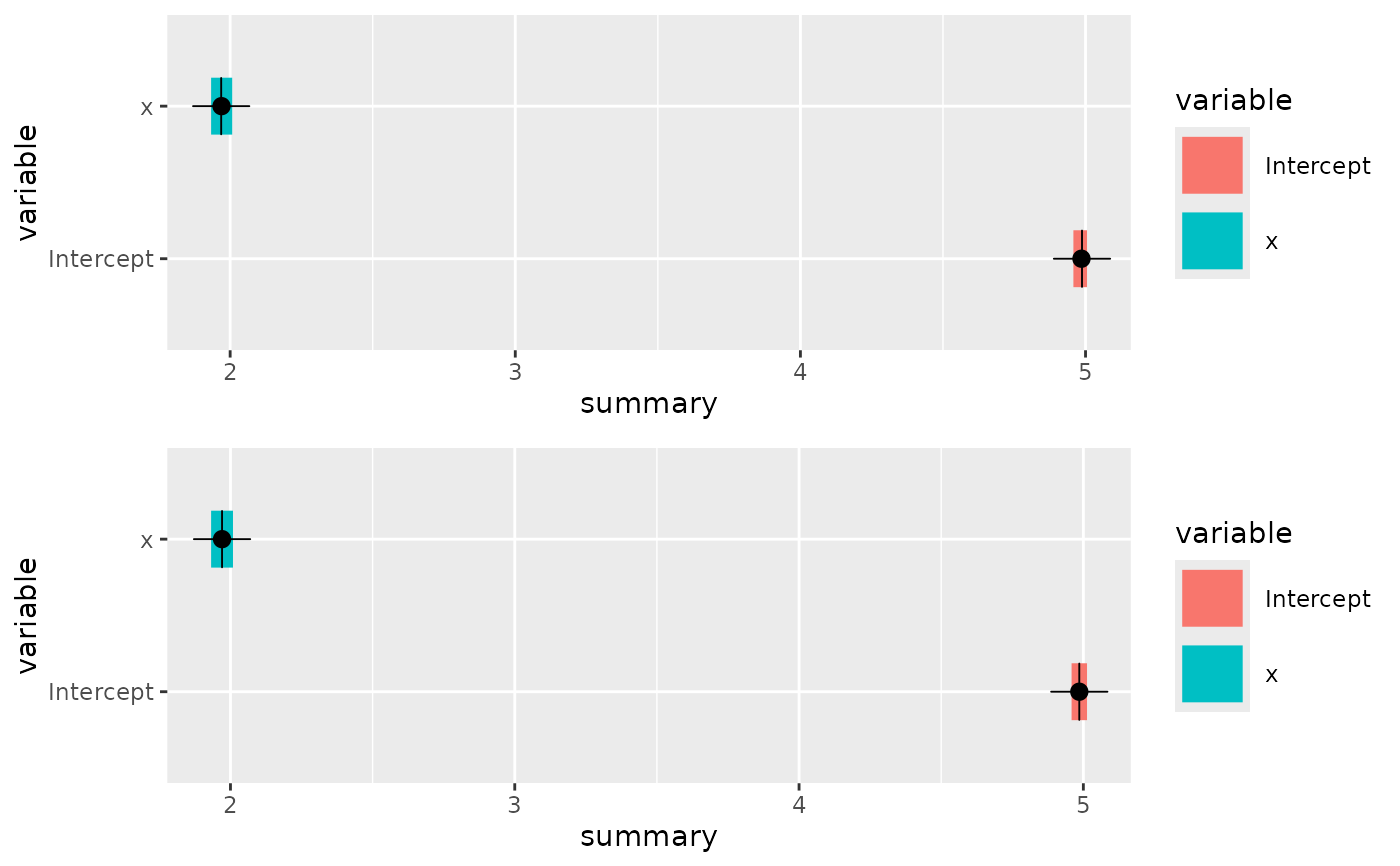 variable
x
Intercept
2 3 4 5
summary
variable
Intercept
x
variable
x
Intercept
2 3 4 5
summary
variable
Intercept
x